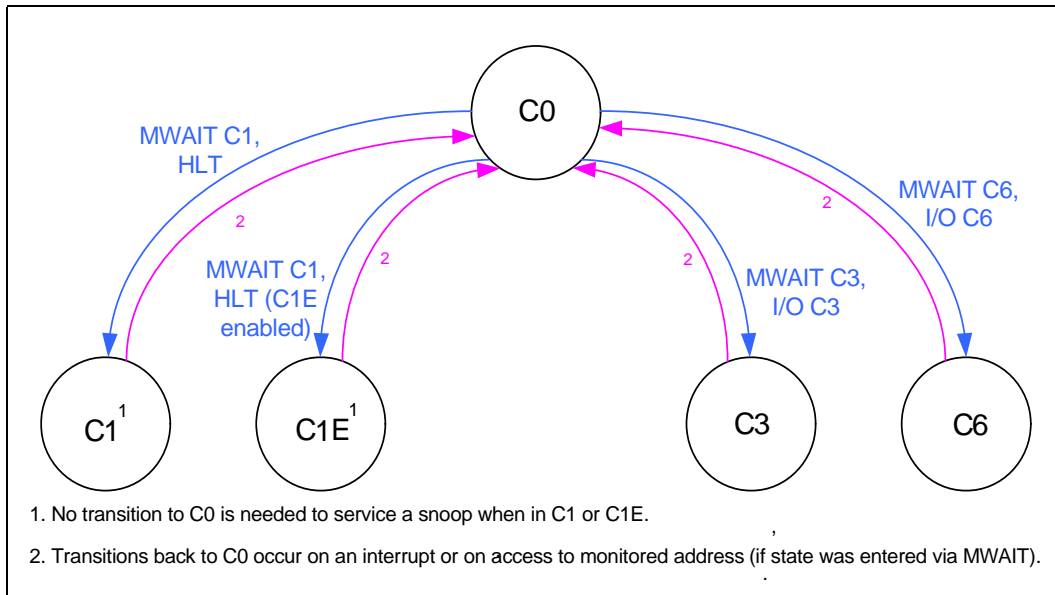 C0
MWAIT C1,
HLT
2
MWAIT C1,
HLT (C1E
enabled)
2
2
MWAIT C3,
I/O C3
2
MWAIT C6,
I/O C6
C1 1
C1E 1
C3
C6
1. No transition to C0 is needed to service a snoop when in C1 or C1E.
,
2. Transitions back to C0 occur on an interrupt or on access to monitored address (if state was entered via MWAIT).
.